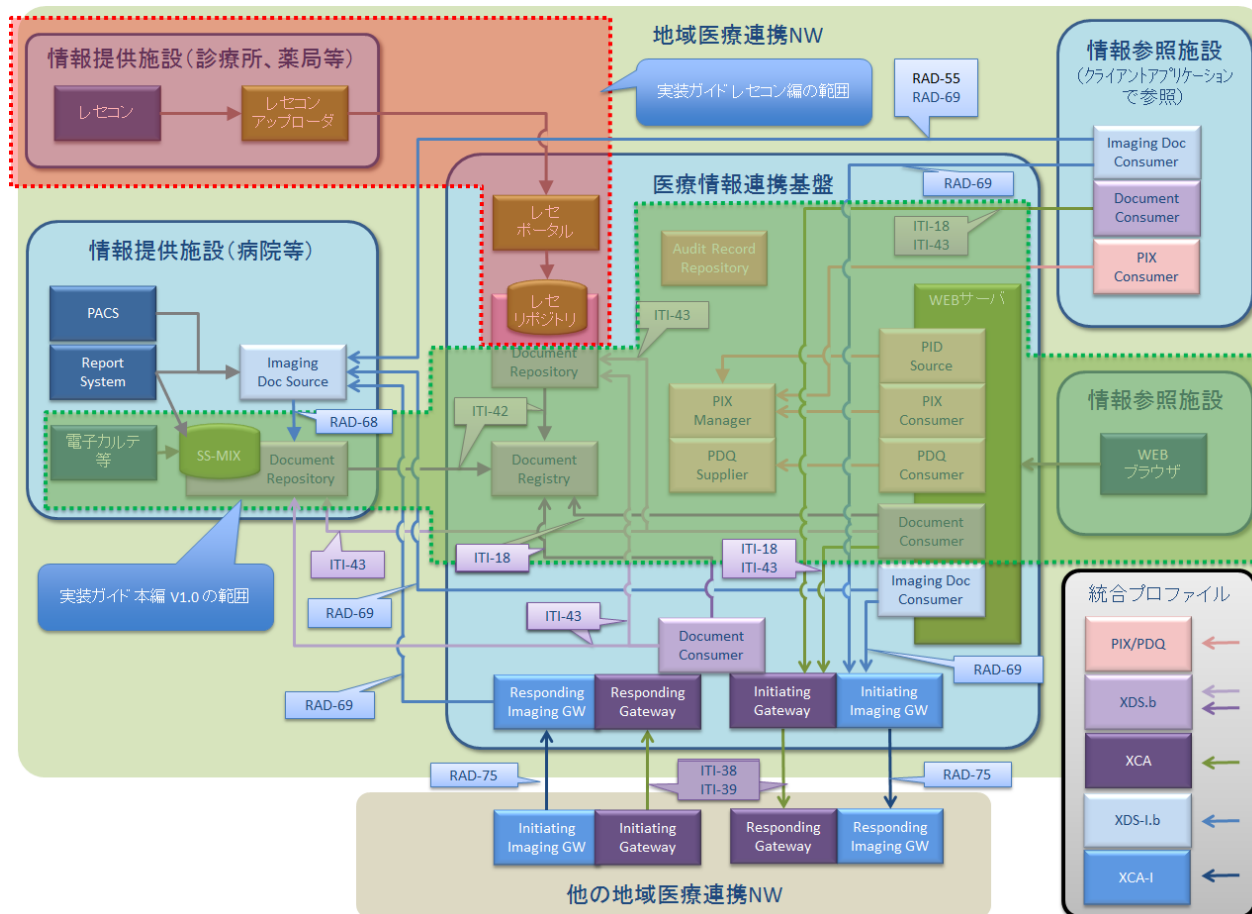 地域医療連携NW
情報提供施設(診療所、薬局等)
レセコン
レセコン
アップローダ
実装ガイド レセコン編の範囲
RAD-55
RAD-69
情報参照施設
(クライアントアプリケーション
で参照)
Imaging Doc
Consumer
Document
Consumer
PIX
Consumer
RAD-69
ITI-18
ITI-43
医療情報連携基盤
レセ
ポータル
レセ
リポジトリ
Audit Record
Repository
WEBサーバ
ITI-43
情報提供施設(病院等)
PACS
Report
System
Imaging
Doc Source
RAD-68
電子カルテ
等
SS-MIX
Document
Repository
Document
Repository
ITI-42
Document
Registry
PIX
Manager
PDQ
Supplier
PID
Source
PIX
Consumer
PDQ
Consumer
Document
Consumer
Imaging Doc
Consumer
情報参照施設
WEB
ブラウザ
ITI-43
ITI-18
ITI-18
ITI-43
実装ガイド 本編 V1.0 の範囲
RAD-69
ITI-43
Document
Consumer
RAD-69
RAD-69
Responding
Imaging GW
Responding
Gateway
Initiating
Gateway
Initiating
Imaging GW
RAD-75
ITI-38
ITI-39
RAD-75
Initiating
Imaging GW
Initiating
Gateway
Responding
Gateway
Responding
Imaging GW
他の地域医療連携NW
統合プロファイル
PIX/PDQ
XDS.b
XCA
XDS-I.b
XCA-I